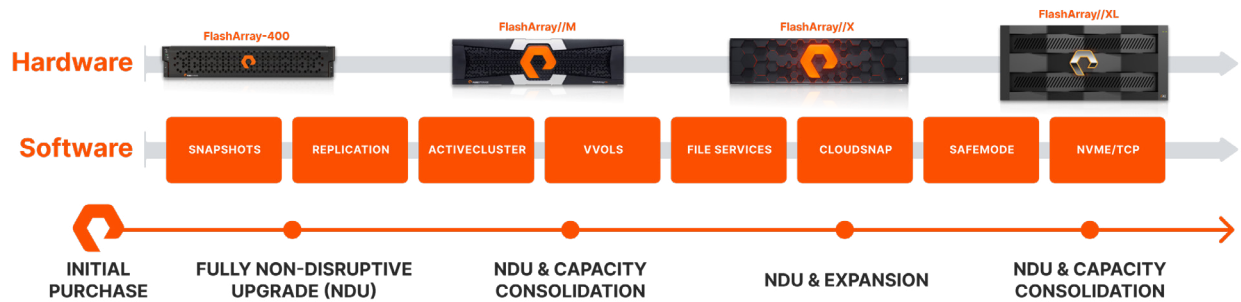 FlashArray-400
FlashArray//M
FlashArray//X
FlashArray//XL
Hardware
Software
SNAPSHOTS
REPLICATION
ACTIVECLUSTER
VVOLS
FILE SERVICES
CLOUDSNAP
SAFEMODE
NVME/TCP
INITIAL
PURCHASE
FULLY NON-DISRUPTIVE
UPGRADE (NDU)
NDU & CAPACITY
CONSOLIDATION
NDU & EXPANSION
NDU & CAPACITY
CONSOLIDATION